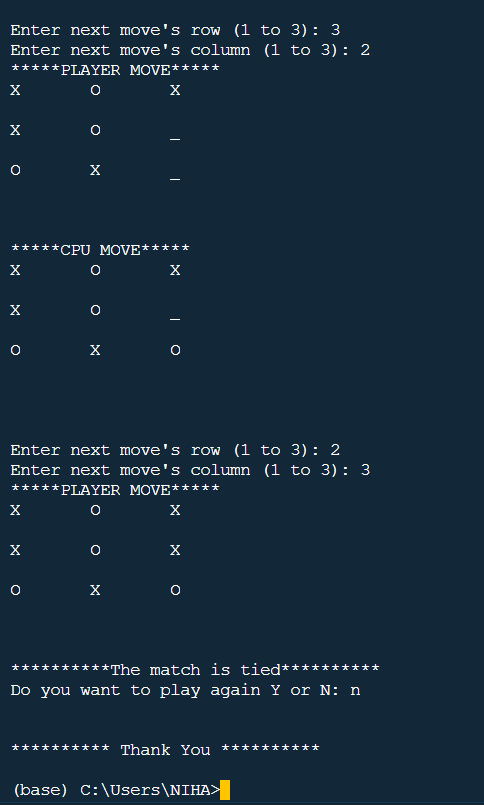 Enter next move's row (1 to 3): 3
Enter next move's column (1 to 3): 2
*****PLAYER MOVE*****
X O X
X O _
O X _
*****CPU MOVE*****
X O X
X O _
O X O
Enter next move's row (1 to 3): 2
Enter next move's column (1 to 3): 3
*****PLAYER MOVE*****
X O X
X O X
O X O
**********The match is tied**********
Do you want to play again Y or N: n
********** Thank You **********
(base) C:\Users\NIHA>